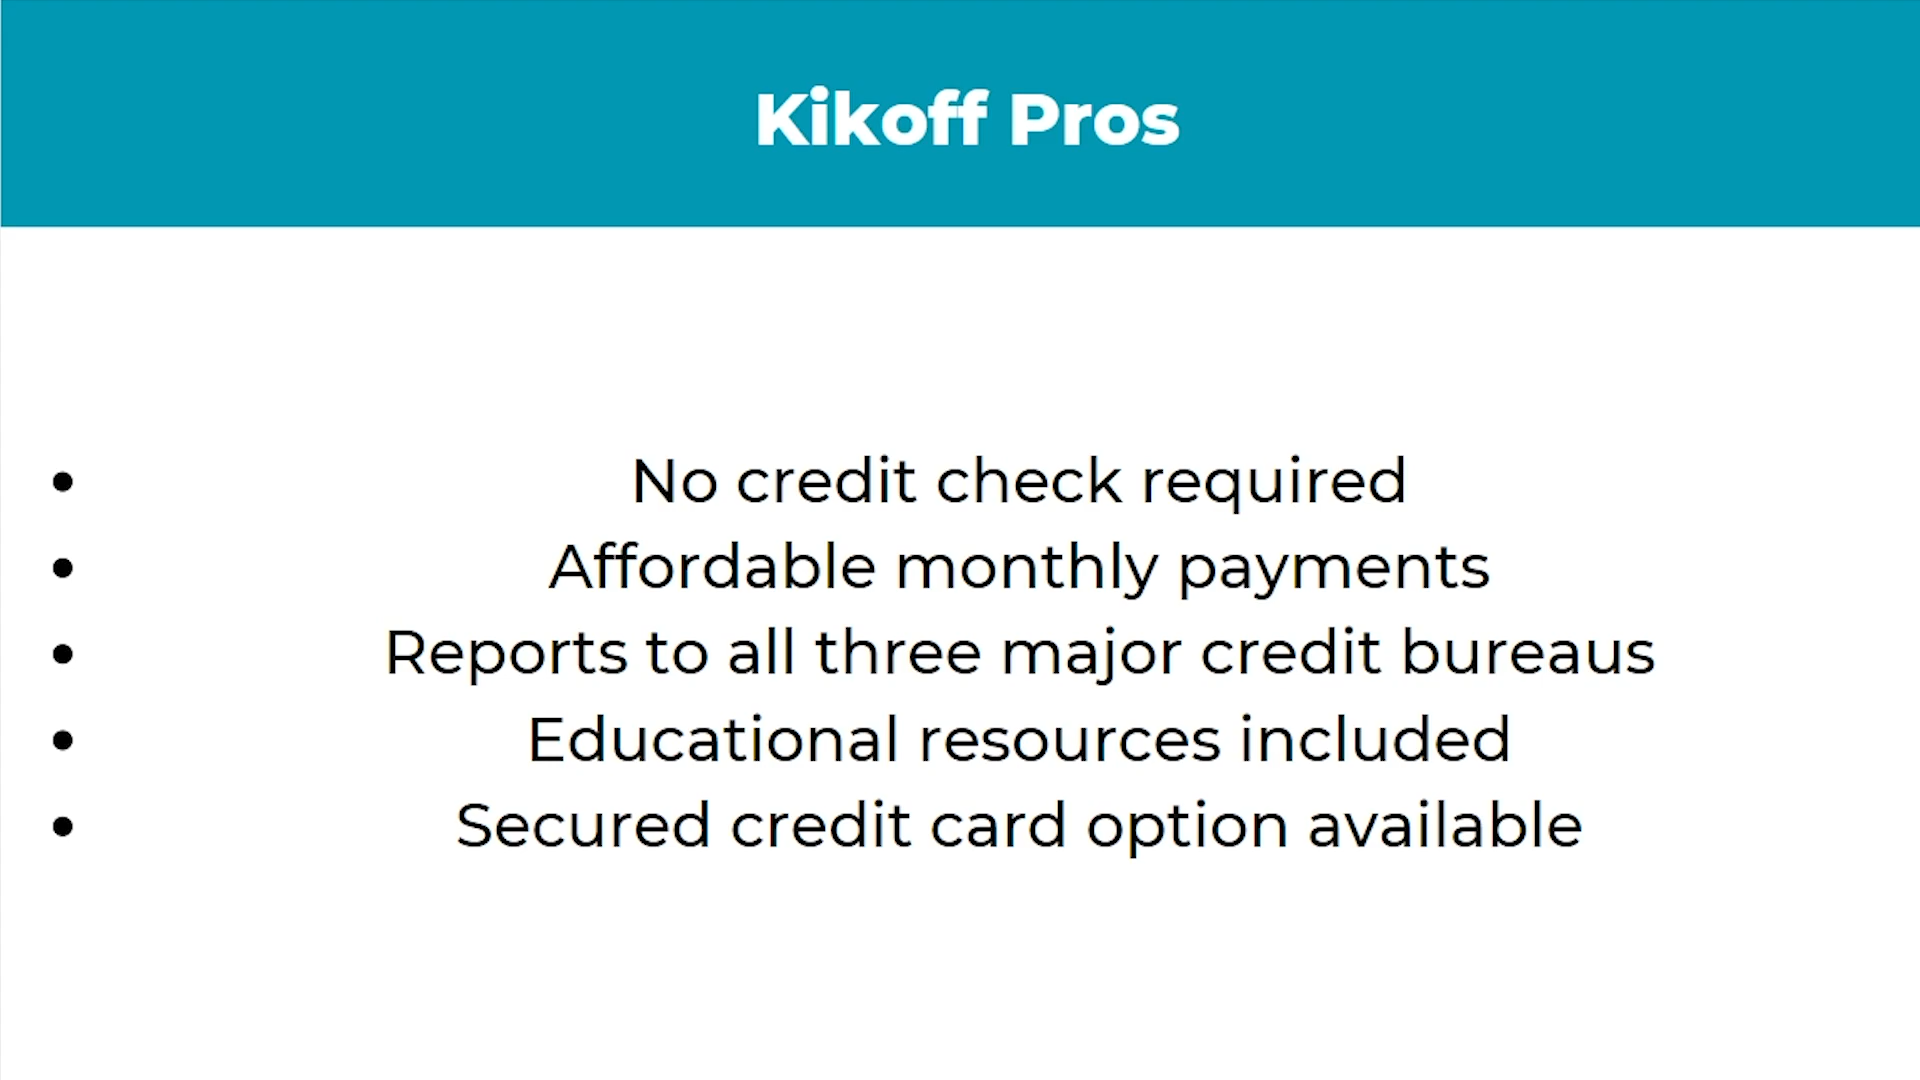 Kikoff Pros
• No credit check required
• Affordable monthly payments
• Reports to all three major credit bureaus
• Educational resources included
• Secured credit card option available